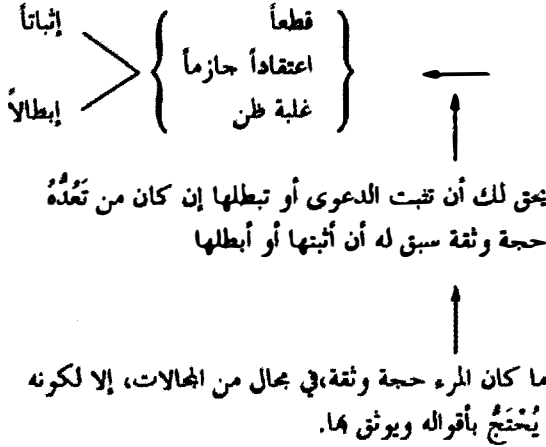 إثباتاً
إبطالاً
قطعاً
اعتقاداً جازماً
غلبة ظن
يحق لك أن تثبت الدعوى أو تبطلها إن كان من تَعُدُّهُ
حجة وثقة سبق له أن أثبتها أو أبطلها
ما كان المرء حجة وثقة،في مجال من المجالات، إلا لكونه
يُحْتَجُّ بأقواله ويوثق بها.